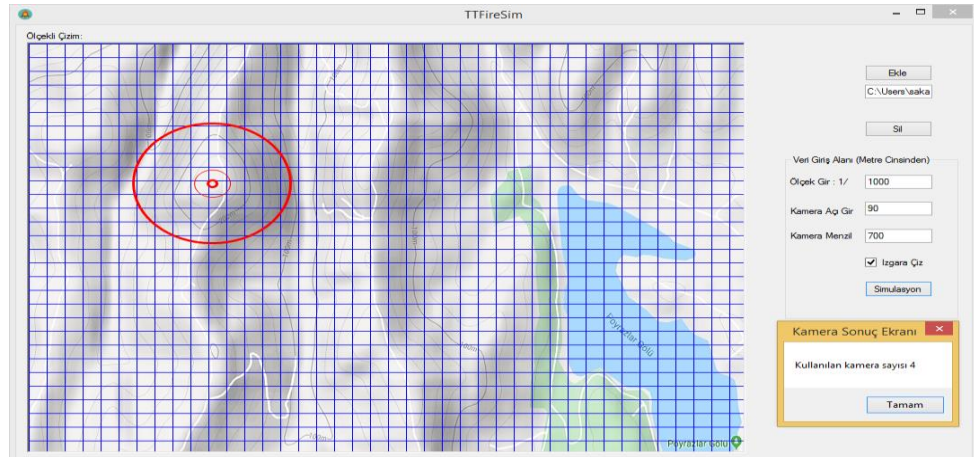 TTFireSim
Ölçekli Çizim:
Ekle
C:\Users\saka
Sil
Veri Giriş Alanı (Metre Cinsinden)
Ölçek Gir : 1/ 1000
Kamera Açı Gir 90
Kamera Menzil 700
Izgara Çiz
Simulasyon
Kamera Sonuç Ekranı
Kullanılan kamera sayısı 4
Tamam
Poyrazlar Gölü
Poyrazlar Gölü